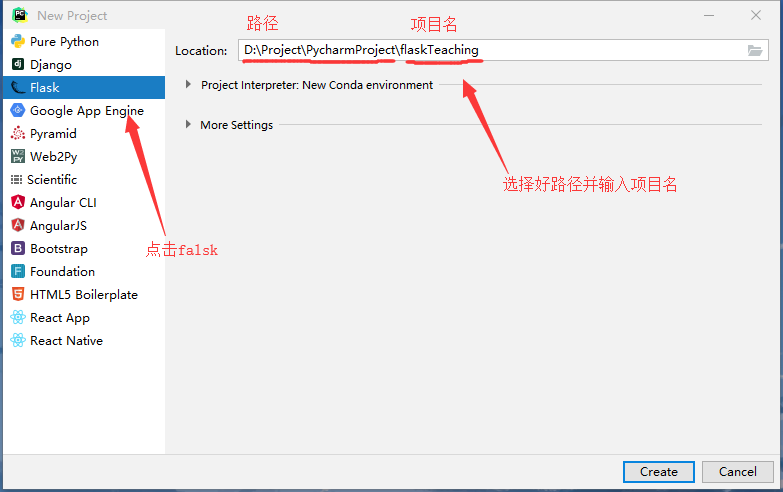 New Project
路径
项目名
Location:
D:\Project\PycharmProject\flaskTeaching
Project Interpreter: New Conda environment
More Settings
选择好路径并输入项目名
Pure Python
Django
Flask
Google App Engine
Pyramid
Web2Py
Scientific
Angular CLI
AngularJS
点击falsk
Bootstrap
Foundation
HTML5 Boilerplate
React App
React Native
Create
Cancel